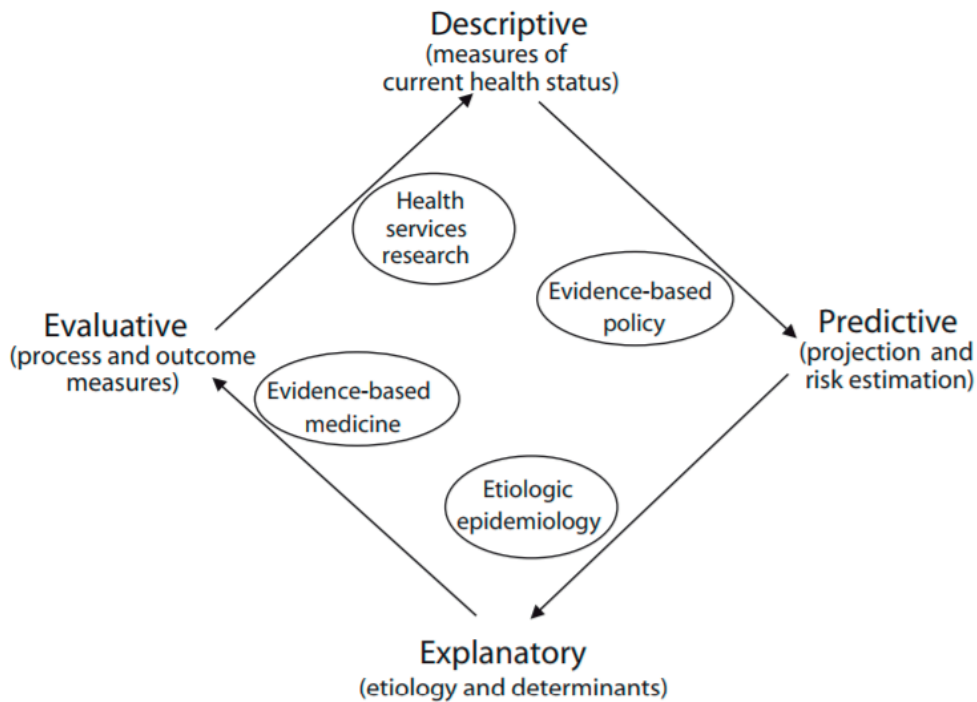 Descriptive
(measures of
current health status)
Health
services
research
Evidence-based
policy
Evaluative
(process and outcome
measures)
Predictive
(projection and
risk estimation)
Evidence-based
medicine
Etiologic
epidemiology
Explanatory
(etiology and determinants)